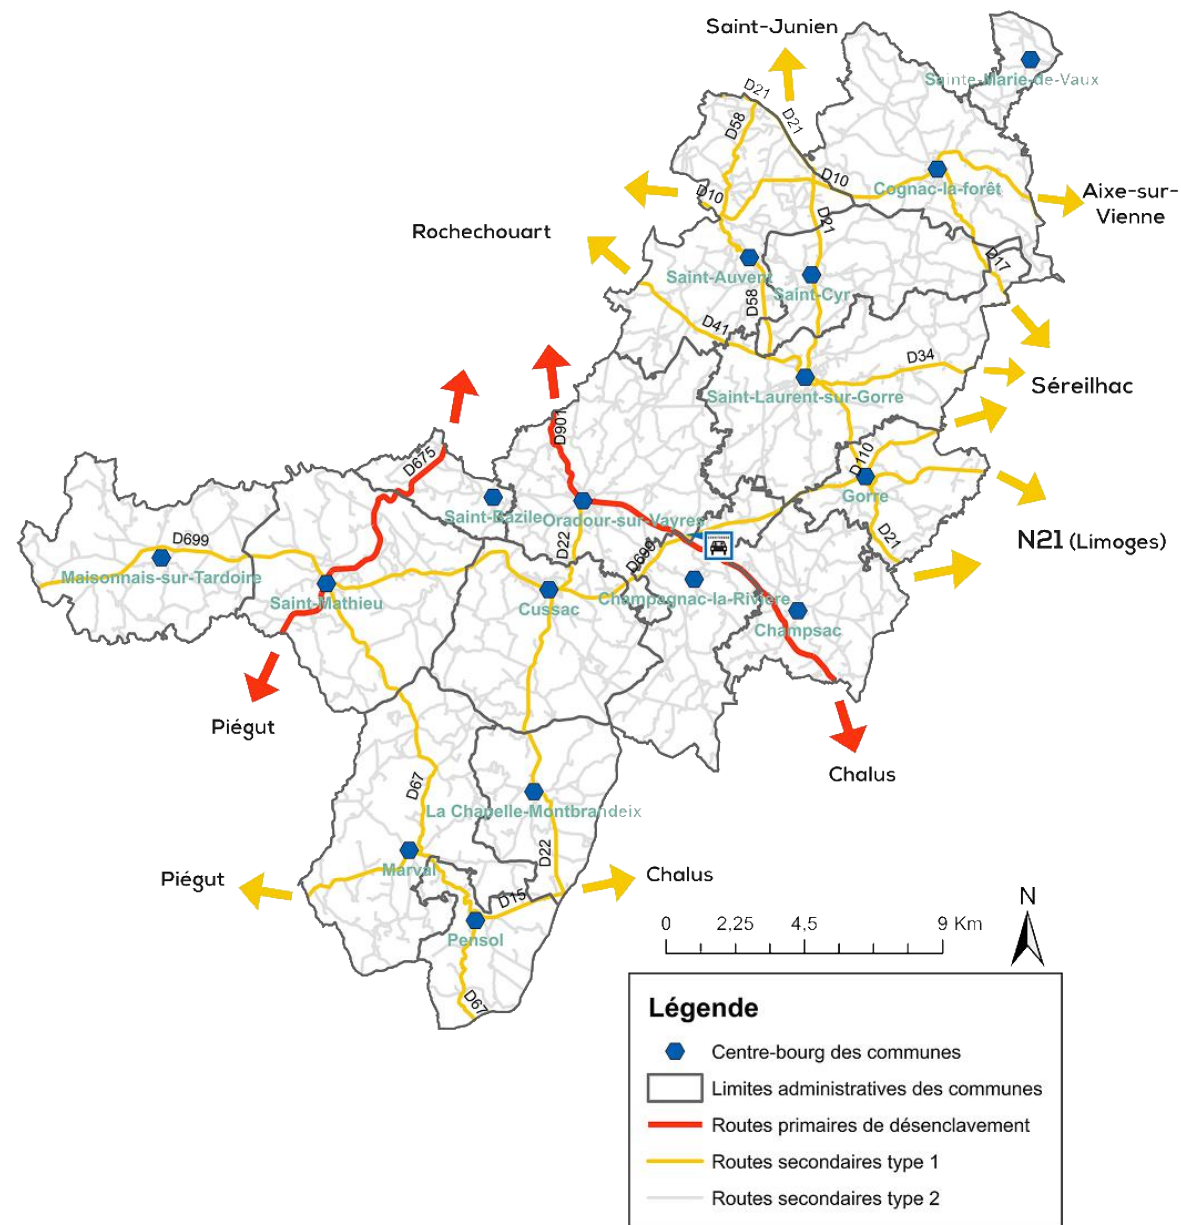 Saint-Junien
Sainte-Marie-de-Vaux
D21
D58
D21
D10
Cognac-la-forêt
D10
Aixe-sur-
Vienne
Rochechouart
D21
D17
Saint-Auvent
Saint-Cyr
D58
D41
D34
Séreilhac
Saint-Laurent-sur-Gorre
D901
D675
D110
Gorre
Saint-Bazile
Oradour-sur-Vayres
D699
D22
D699
D21
N21 (Limoges)
Maisonnais-sur-Tardoire
Saint-Mathieu
Cussac
Champagnac-la-Rivière
Champsac
Piégut
Chalus
D67
La Chapelle-Montbrandeix
D22
Marval
Piégut
Chalus
D15
Pensol
D67
N
0 2,25 4,5 9 Km
Légende
Centre-bourg des communes
Limites administratives des communes
Routes primaires de désenclavement
Routes secondaires type 1
Routes secondaires type 2